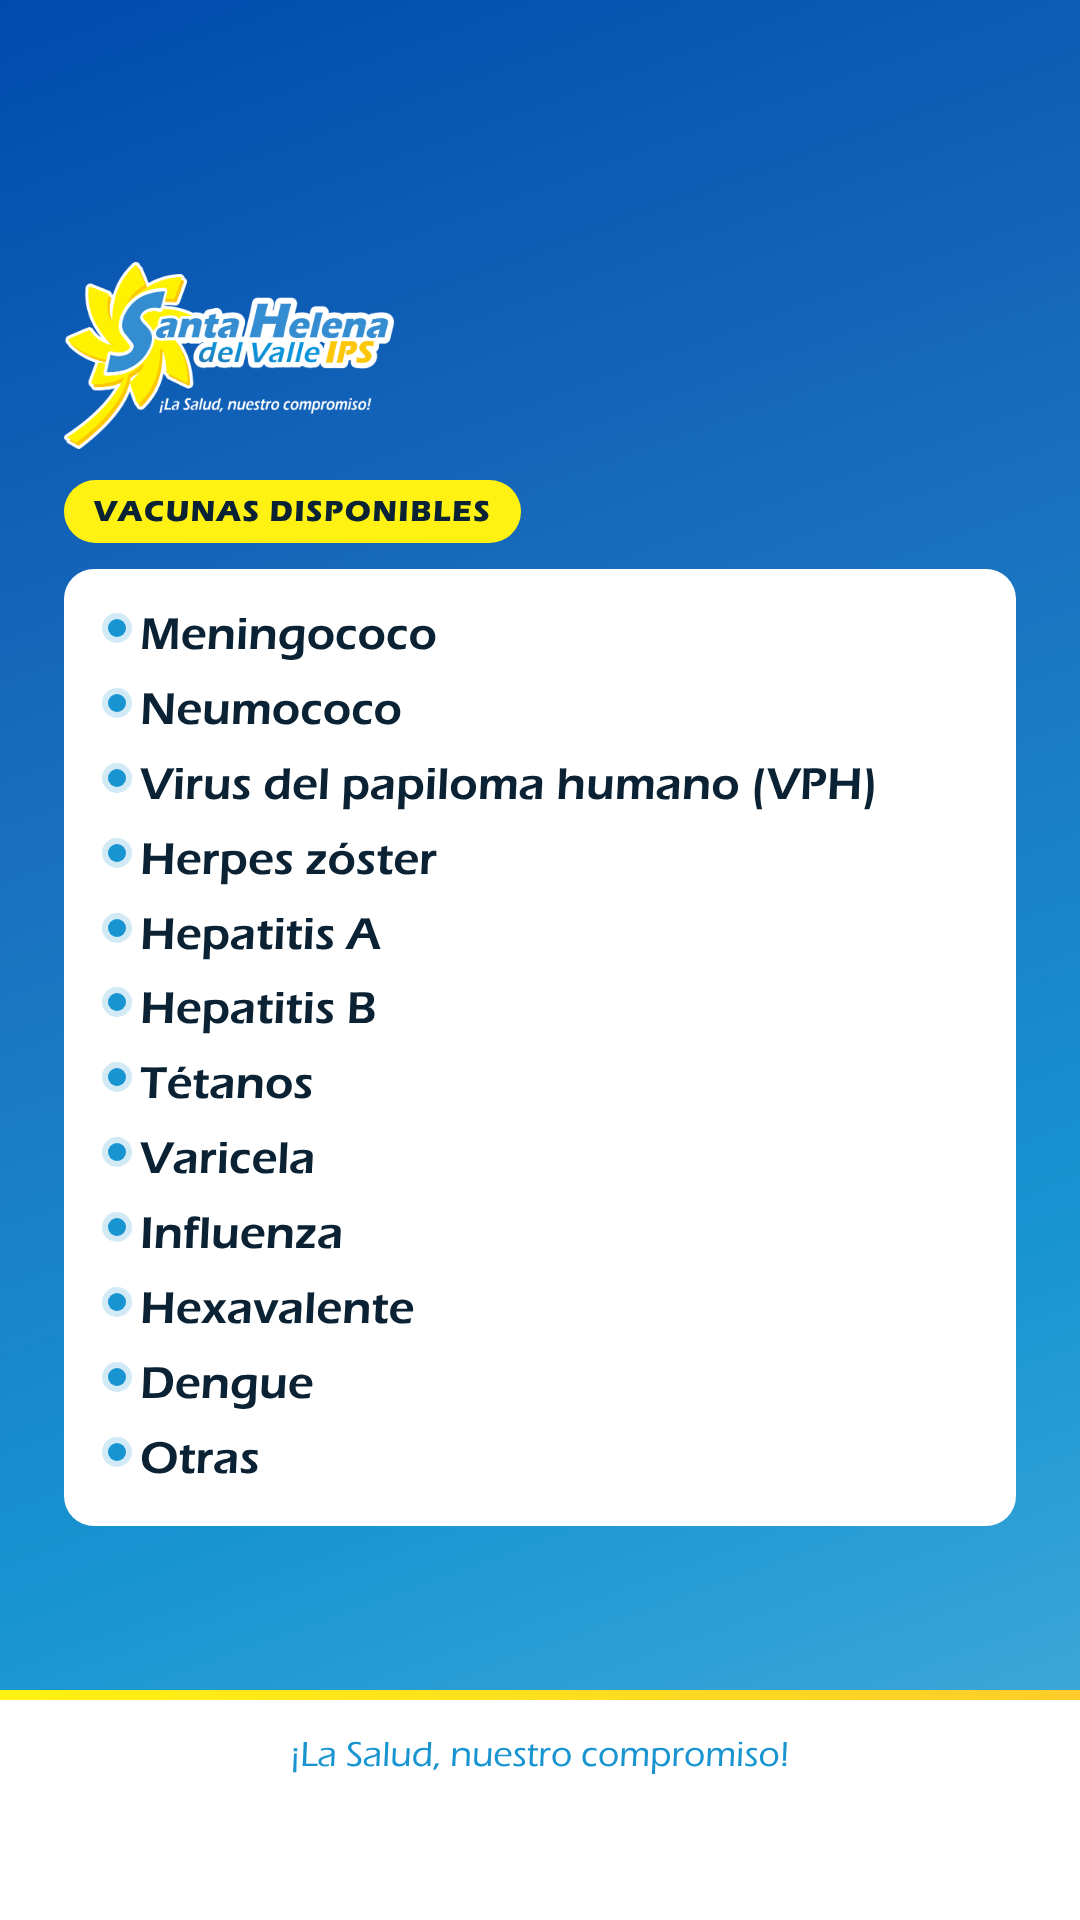 Santa Helena
del Valle IPS
¡La Salud, nuestro compromiso!
VACUNAS DISPONIBLES
Meningococo
Neumococo
Virus del papiloma humano (VPH)
Herpes zóster
Hepatitis A
Hepatitis B
Tétanos
Varicela
Influenza
Hexavalente
Dengue
Otras
¡La Salud, nuestro compromiso!